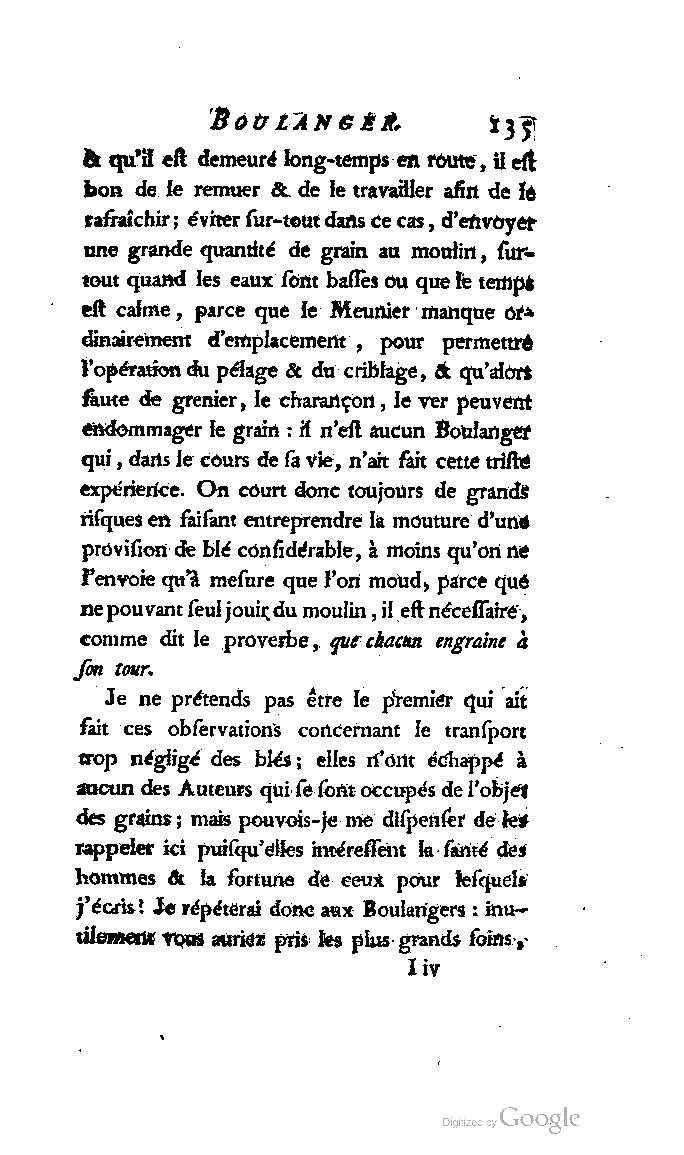 BOULANGER. 135
& qu'il eſt demeuré long-temps en route, il eſt
bon de le remuer & de le travailler afin de le
rafraîchir; éviter ſur-tout dans ce cas, d'envoyer
une grande quantité de grain au moulin, ſur-
tout quand les eaux ſont baſſes ou que le temps
eſt calme, parce que le Meunier manque or-
dinairement d'emplacement, pour permettre
l'opération du pélage & du criblage, & qu'alors
faute de grenier, le charançon, le ver peuvent
endommager le grain : il n'eſt aucun Boulanger
qui, dans le cours de ſa vie, n'ait fait cette triſte
expérience. On court donc toujours de grands
riſques en faiſant entreprendre la mouture d'une
proviſion de blé conſidérable, à moins qu'on ne
l'envoie qu'à meſure que l'on moud, parce que
ne pouvant ſeul jouir du moulin, il eſt néceſſaire,
comme dit le proverbe, que chacun engraine à
ſon tour.
Je ne prétends pas être le premier qui ait
fait ces obſervations concernant le tranſport
trop négligé des blés; elles n'ont échappé à
aucun des Auteurs qui ſe ſont occupés de l'objet
des grains; mais pouvois-je me diſpenſer de les
rappeler ici puiſqu'elles intéreſſent la ſanté des
hommes & la fortune de ceux pour leſquels
j'écris! Je répéterai donc aux Boulangers : inu-
tilement vous auriez pris les plus grands ſoins,
I iv
Digitized by Google